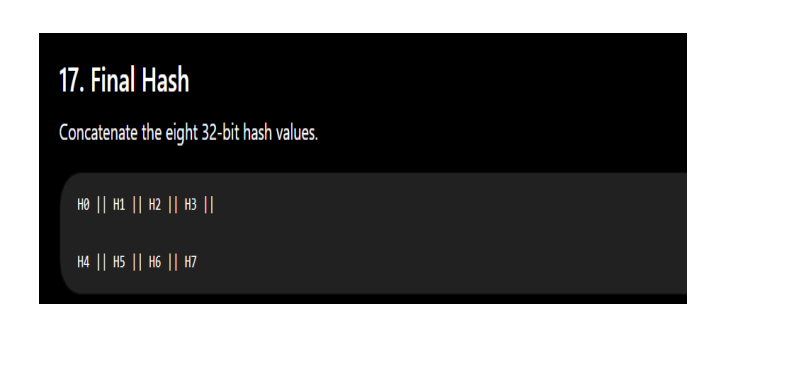 17. Final Hash
Concatenate the eight 32-bit hash values.
H0 || H1 || H2 || H3 ||
H4 || H5 || H6 || H7